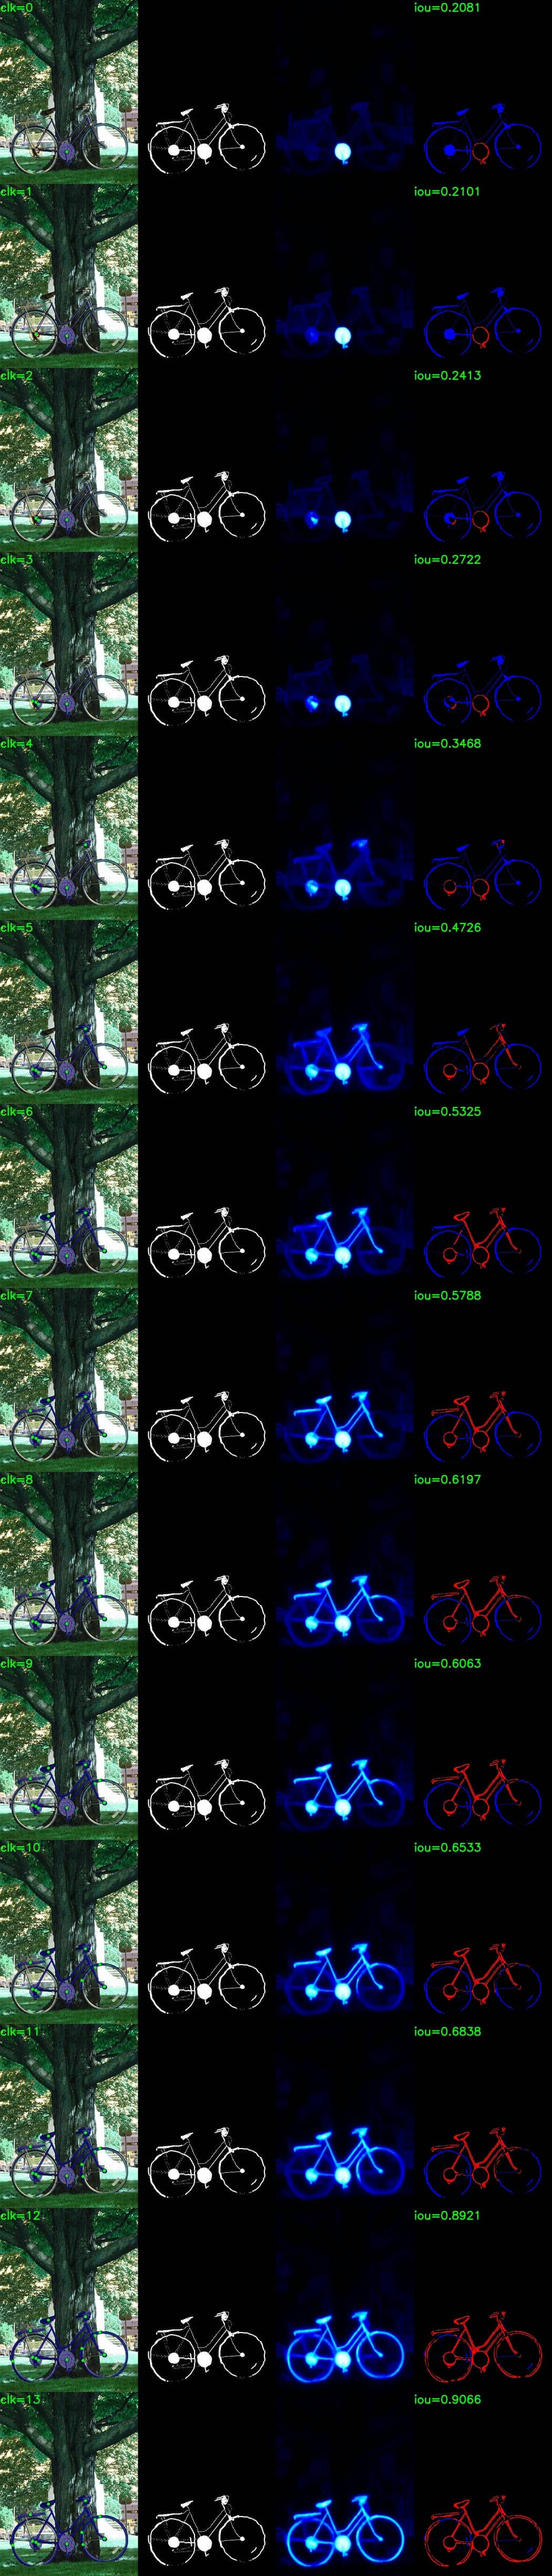 clk=0 iou=0.2081
clk=1 iou=0.2101
clk=2 iou=0.2413
clk=3 iou=0.2722
clk=4 iou=0.3468
clk=5 iou=0.4726
clk=6 iou=0.5325
clk=7 iou=0.5788
clk=8 iou=0.6197
clk=9 iou=0.6063
clk=10 iou=0.6533
clk=11 iou=0.6838
clk=12 iou=0.8921
clk=13 iou=0.9066